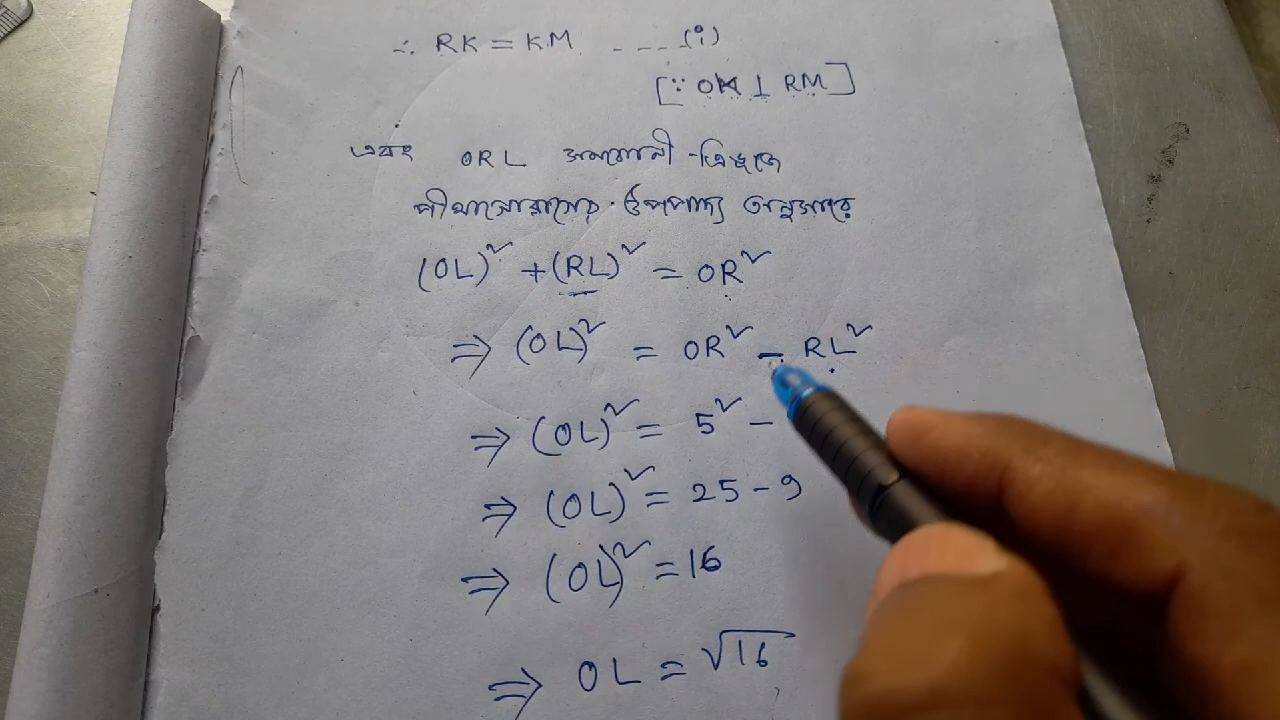 ∴ RK = KM ---- (i)
[∵ OK ⊥ RM]
এবং ORL সমকোণী ত্রিভুজে
পীথাগোরাসের উপপাদ্য অনুসারে
(OL)² + (RL)² = OR²
⇒ (OL)² = OR² - RL²
⇒ (OL)² = 5² -
⇒ (OL)² = 25 - 9
⇒ (OL)² = 16
⇒ OL = √16